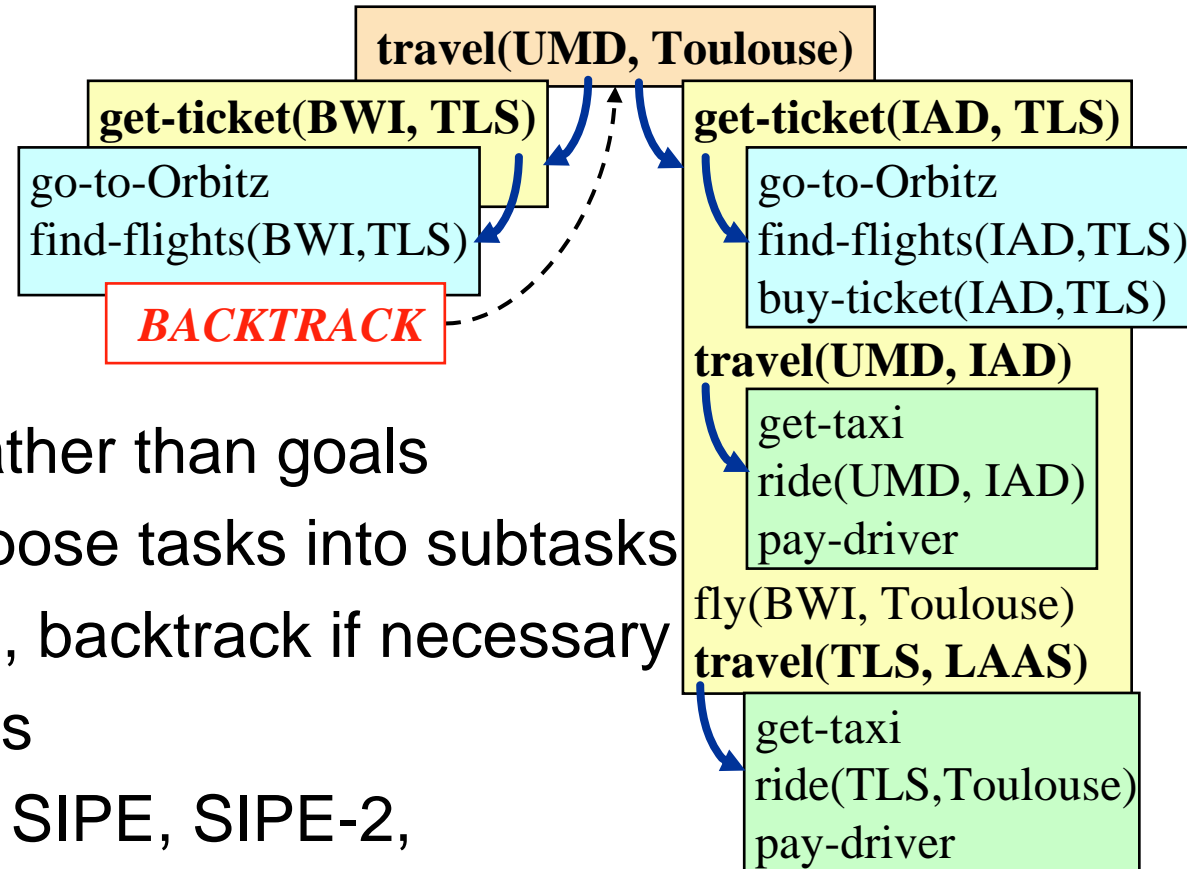 travel(UMD, Toulouse)
get-ticket(BWI, TLS)
go-to-Orbitz
find-flights(BWI,TLS)
BACKTRACK
get-ticket(IAD, TLS)
go-to-Orbitz
find-flights(IAD,TLS)
buy-ticket(IAD,TLS)
travel(UMD, IAD)
get-taxi
ride(UMD, IAD)
pay-driver
fly(BWI, Toulouse)
travel(TLS, LAAS)
get-taxi
ride(TLS,Toulouse)
pay-driver
ather than goals
oose tasks into subtasks
, backtrack if necessary
s
SIPE, SIPE-2,